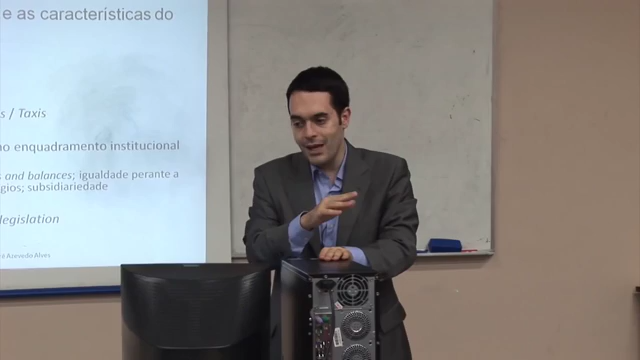 e as características do
s / Taxis
no enquadramento institucional
s and balances; igualdade perante a
gios; subsidiariedade
legislation
Azevedo Alves